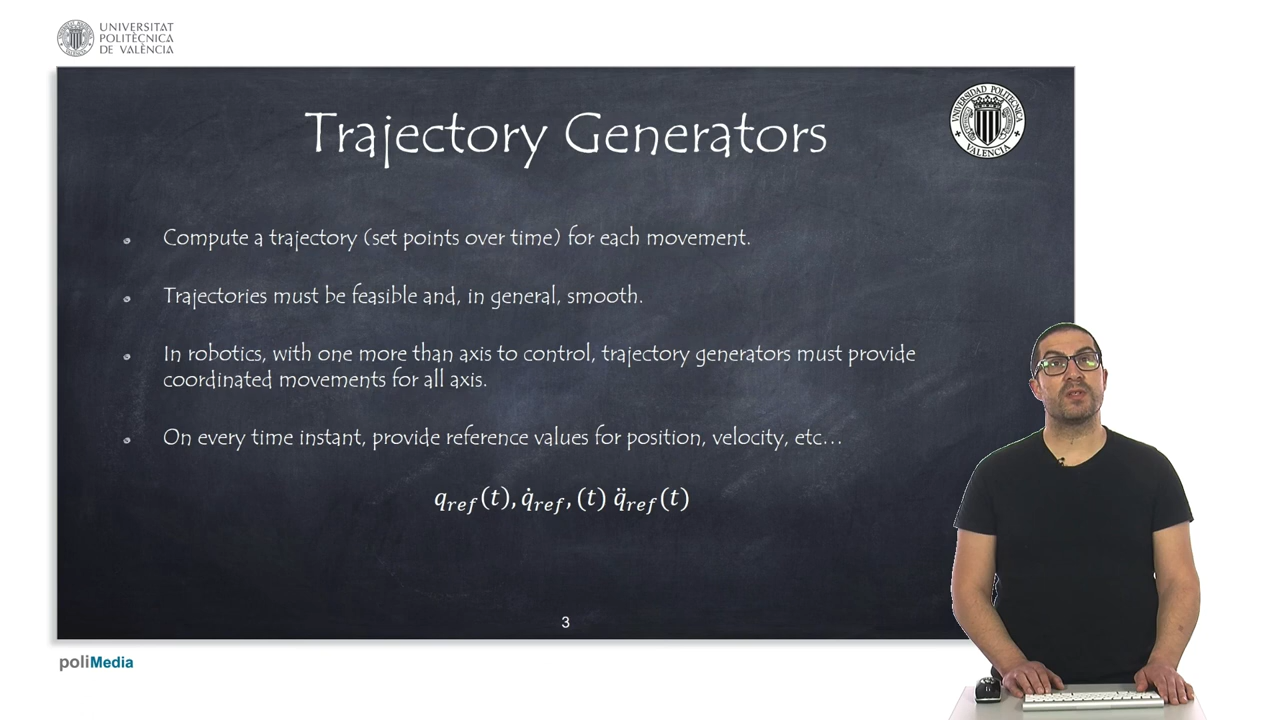 UNIVERSITAT
POLITÈCNICA
DE VALÈNCIA
Trajectory Generators
UNIVERSIDAD POLITECNICA
VALENCIA
Compute a trajectory (set points over time) for each movement.
Trajectories must be feasible and, in general, smooth.
In robotics, with one more than axis to control, trajectory generators must provide
coordinated movements for all axis.
On every time instant, provide reference values for position, velocity, etc...
q_ref(t), q̇_ref, (t) q̈_ref(t)
3
poliMedia